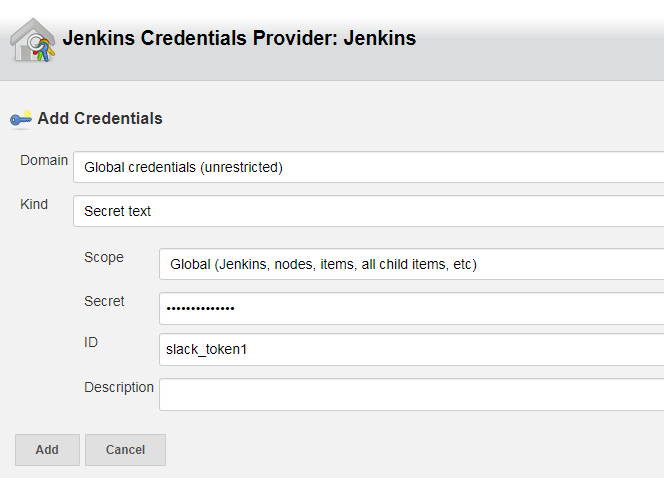 Jenkins Credentials Provider: Jenkins
Add Credentials
Domain Global credentials (unrestricted)
Kind Secret text
Scope Global (Jenkins, nodes, items, all child items, etc)
Secret ••••••••••••••
ID slack_token1
Description
Add Cancel